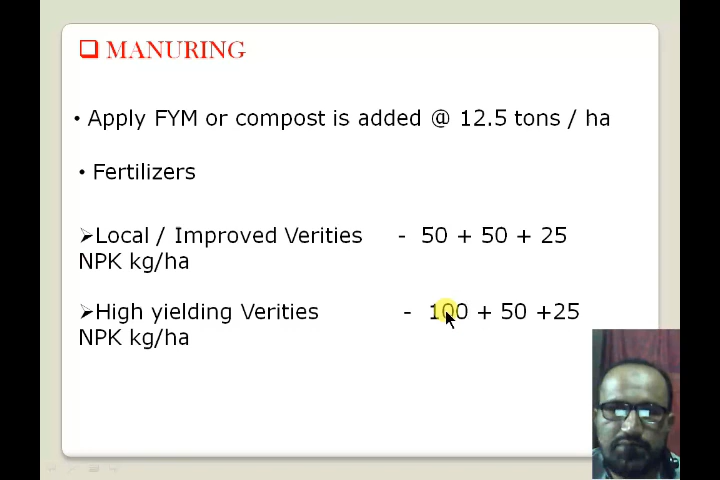 ❑ MANURING
• Apply FYM or compost is added @ 12.5 tons / ha
• Fertilizers
➢Local / Improved Verities - 50 + 50 + 25
NPK kg/ha
➢High yielding Verities - 100 + 50 +25
NPK kg/ha